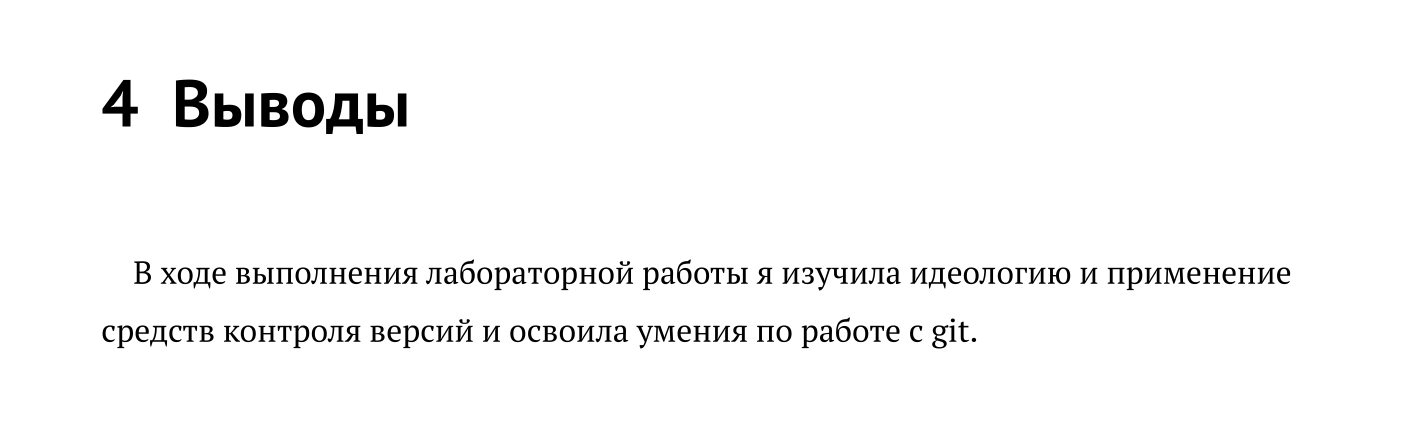 4 Выводы
В ходе выполнения лабораторной работы я изучила идеологию и применение
средств контроля версий и освоила умения по работе с git.